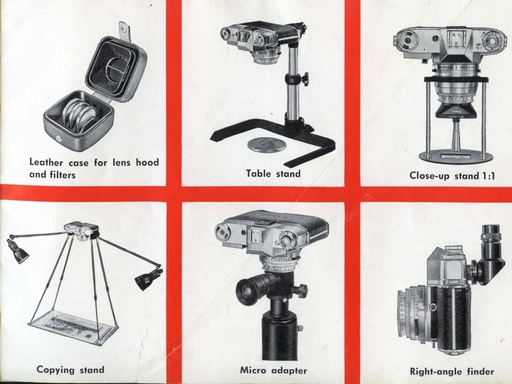 Leather case for lens hood
and filters
Table stand
Close-up stand 1:1
Copying stand
Micro adapter
Right-angle finder